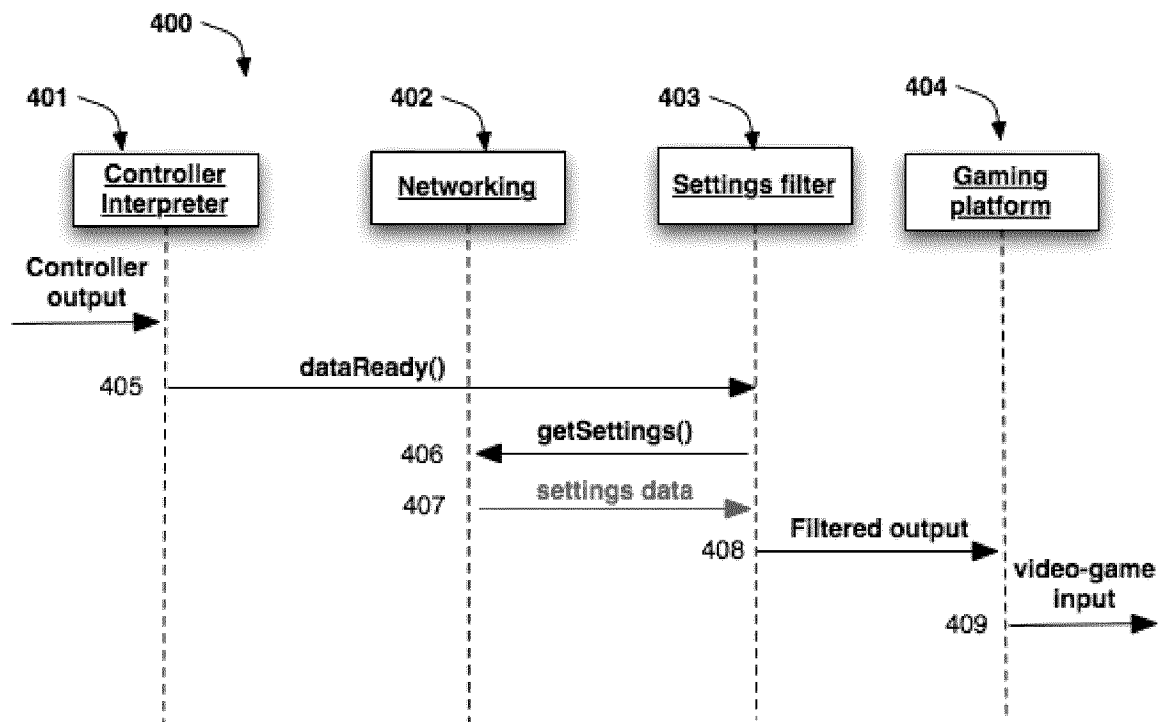 400
401
402
403
404
Controller
Interpreter
Networking
Settings filter
Gaming
platform
Controller
output
405
dataReady()
getSettings()
406
settings data
407
Filtered output
408
video-game
input
409